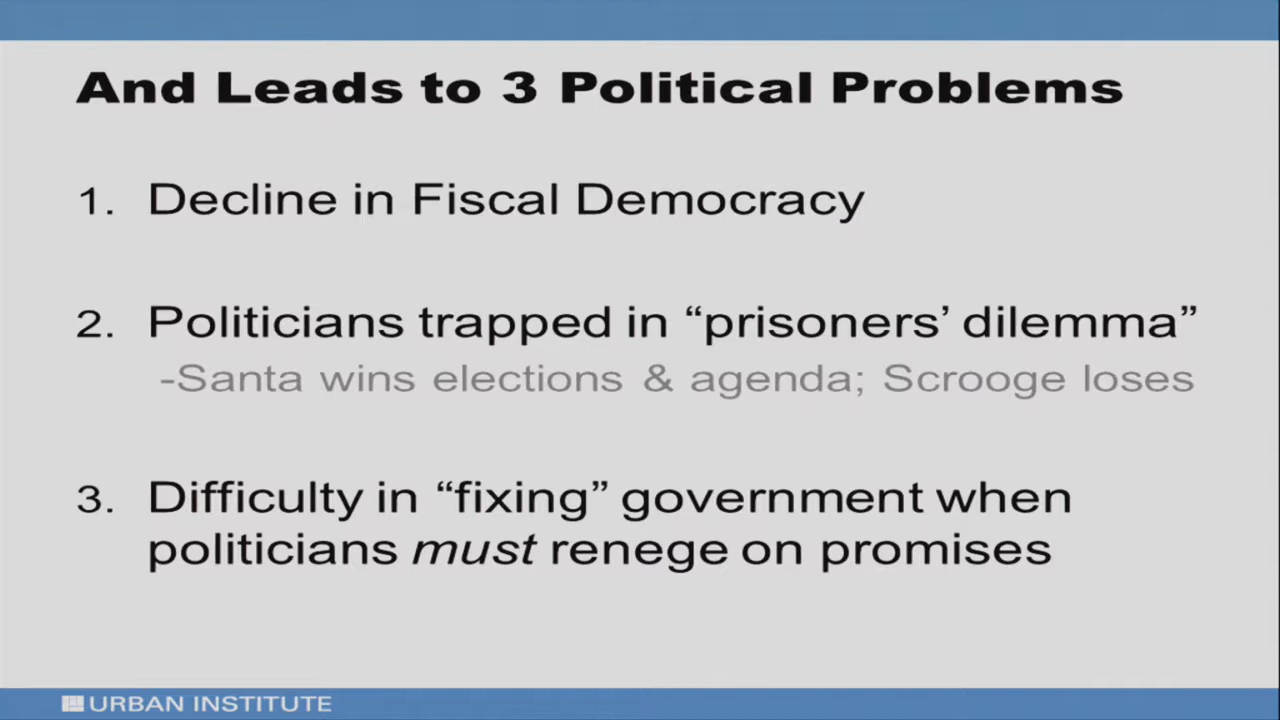 And Leads to 3 Political Problems
1. Decline in Fiscal Democracy
2. Politicians trapped in “prisoners’ dilemma”
-Santa wins elections & agenda; Scrooge loses
3. Difficulty in “fixing” government when
politicians must renege on promises
URBAN INSTITUTE